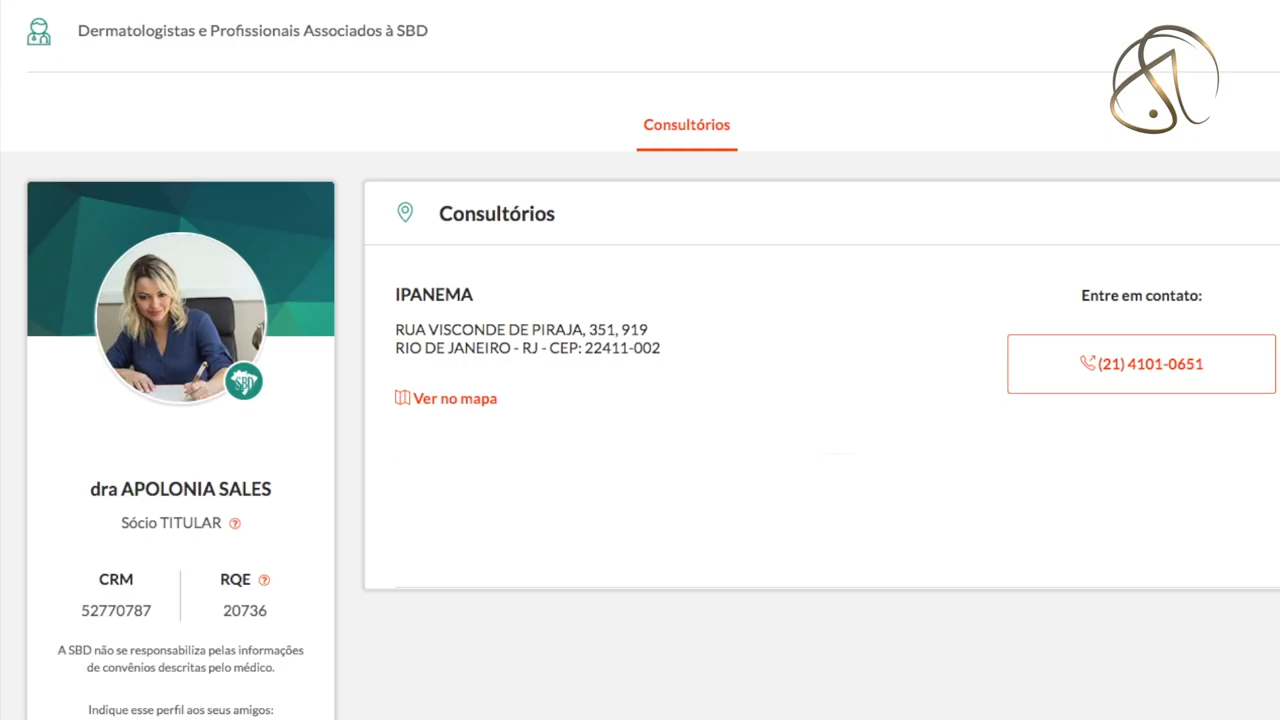 Dermatologistas e Profissionais Associados à SBD
Consultórios
Consultórios
IPANEMA
RUA VISCONDE DE PIRAJA, 351, 919
RIO DE JANEIRO - RJ - CEP: 22411-002
Ver no mapa
Entre em contato:
(21) 4101-0651
SBD
dra APOLONIA SALES
Sócio TITULAR ?
CRM
52770787
RQE ?
20736
A SBD não se responsabiliza pelas informações
de convênios descritas pelo médico.
Indique esse perfil aos seus amigos: